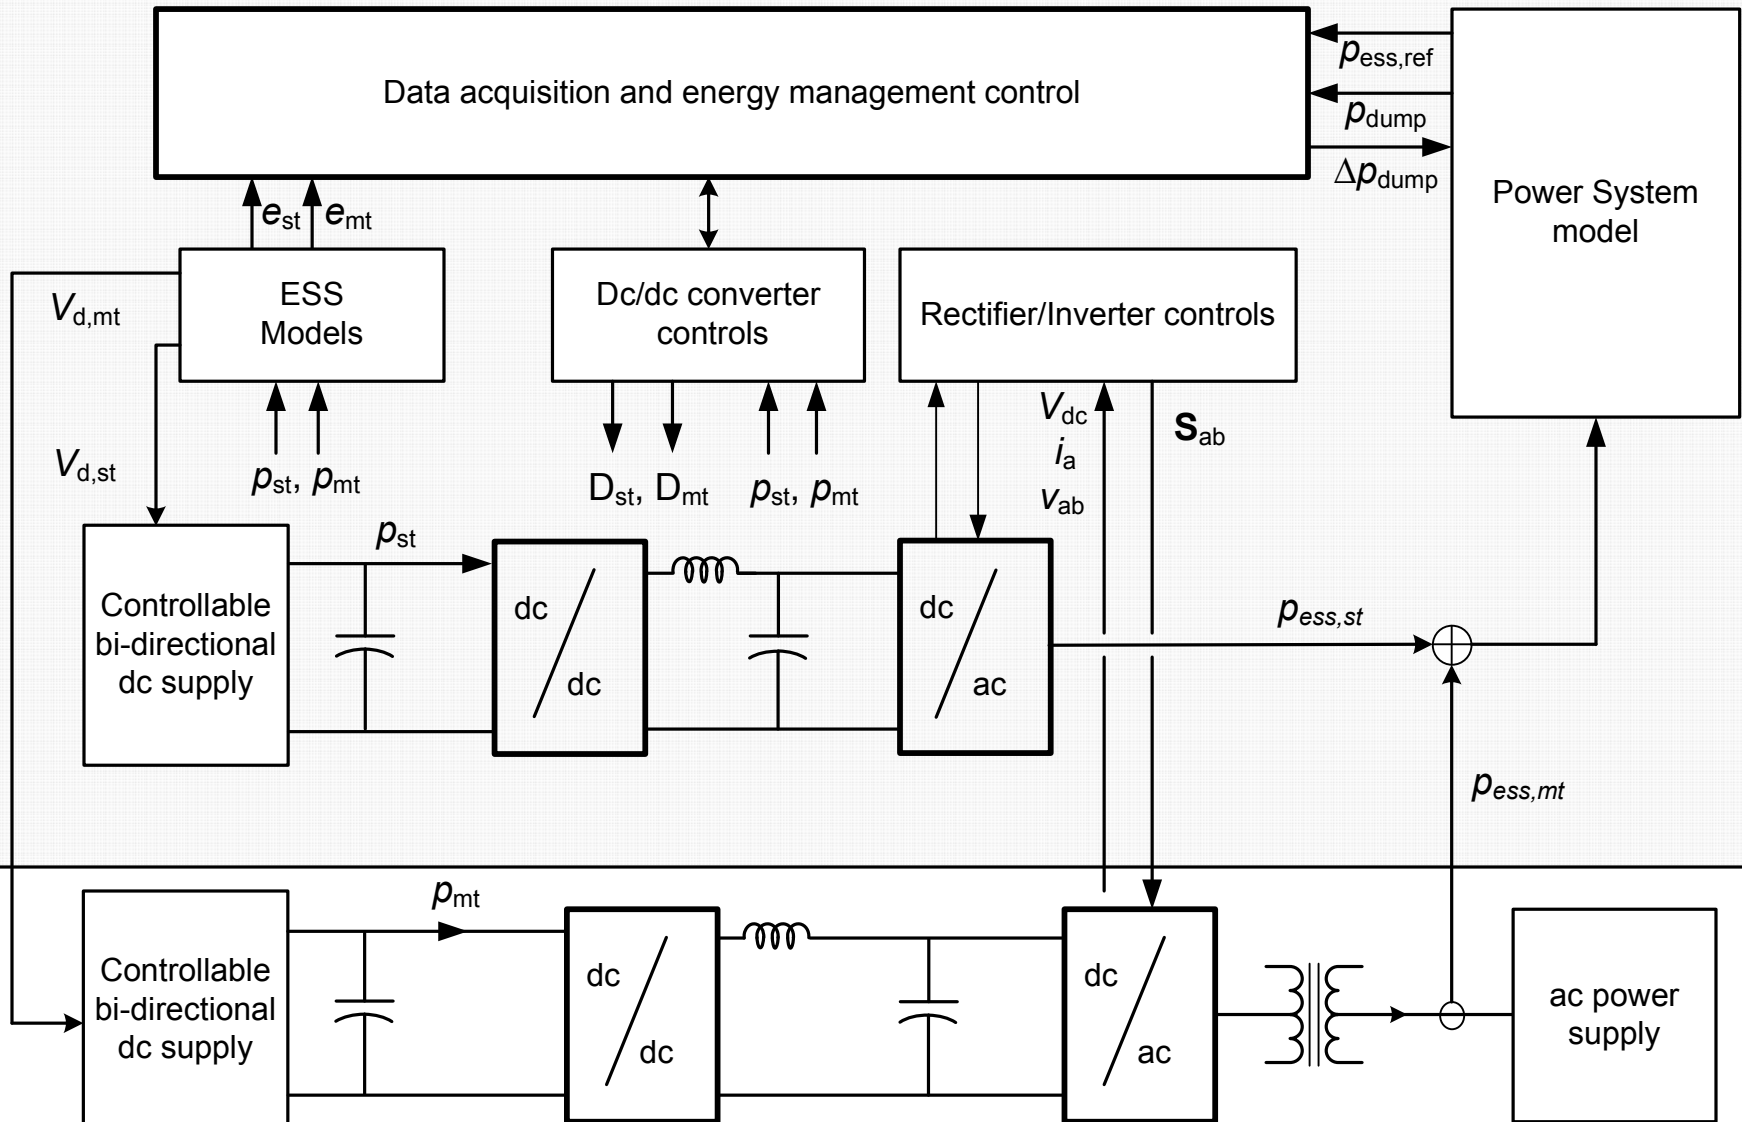 Data acquisition and energy management control
pess,ref
pdump
Δpdump
Power System
model
est
emt
Vd,mt
ESS
Models
Dc/dc converter
controls
Rectifier/Inverter controls
Vd,st
pst, pmt
Dst, Dmt
pst, pmt
Vdc
ia
vab
Sab
Controllable
bi-directional
dc supply
pst
dc
dc
dc
ac
pess,st
pess,mt
Controllable
bi-directional
dc supply
pmt
dc
dc
dc
ac
ac power
supply